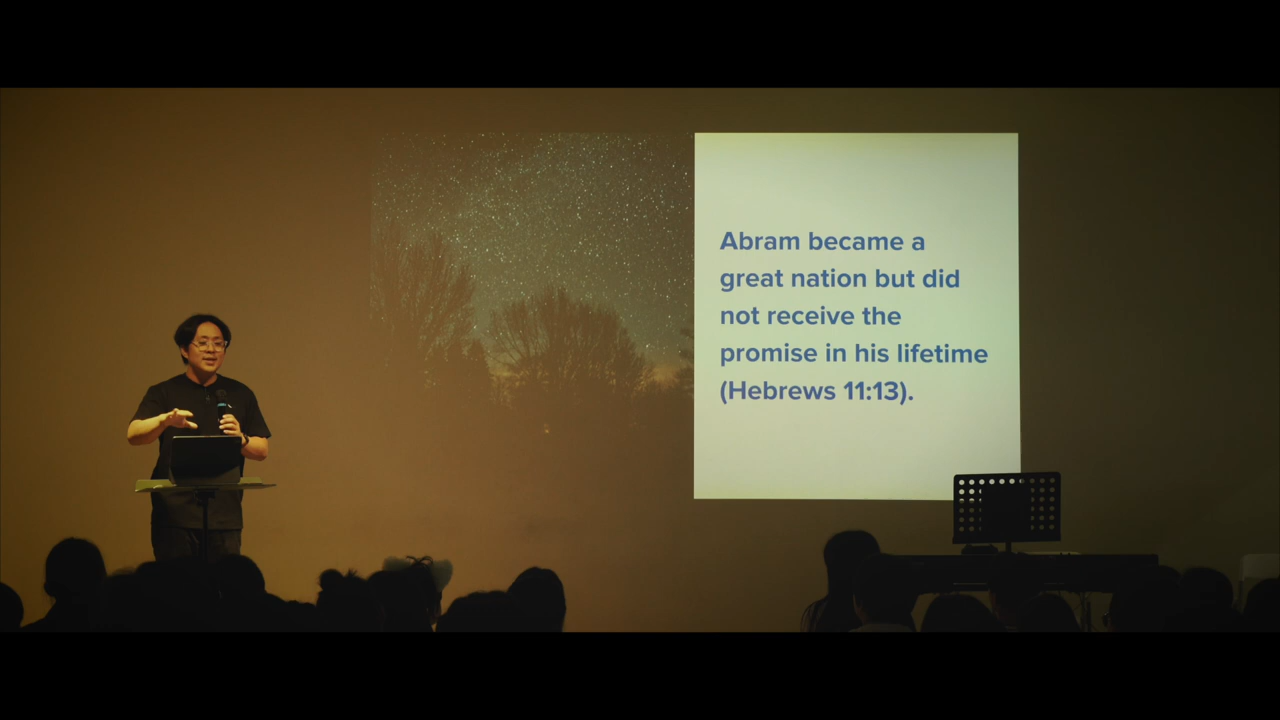 Abram became a
great nation but did
not receive the
promise in his lifetime
(Hebrews 11:13).